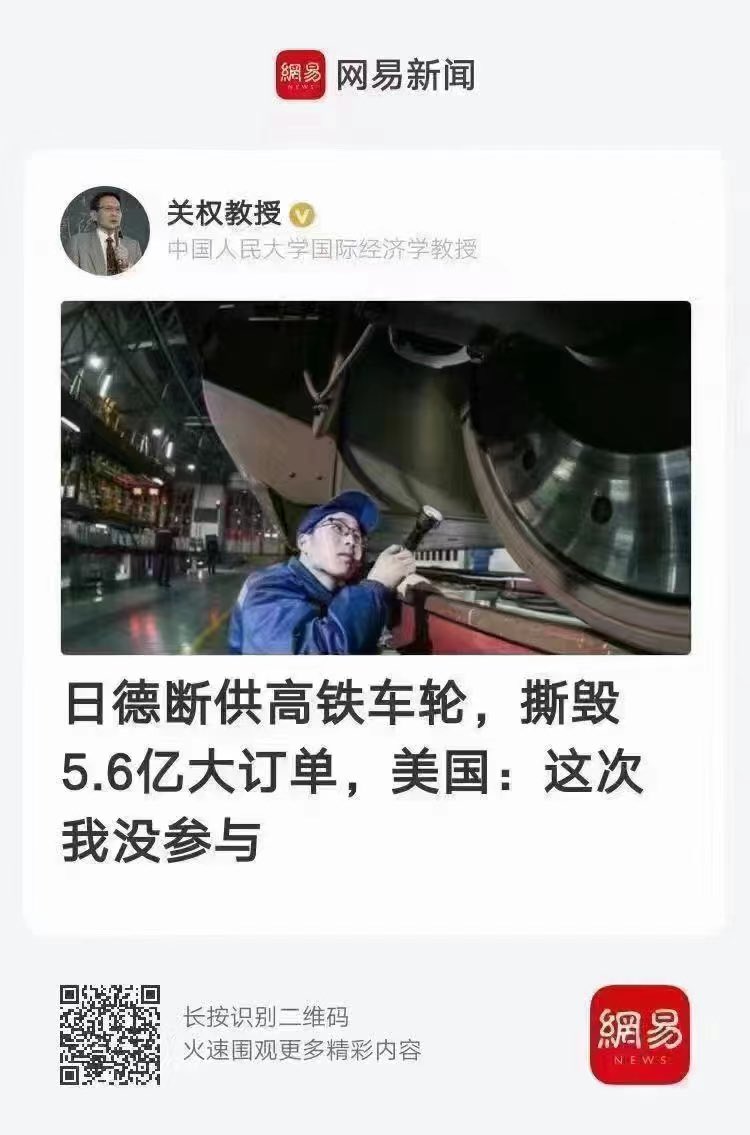 網易
NEWS
网易新闻
关权教授
中国人民大学国际经济学教授
日德断供高铁车轮，撕毁
5.6亿大订单，美国：这次
我没参与
长按识别二维码
火速围观更多精彩内容
網易
NEWS